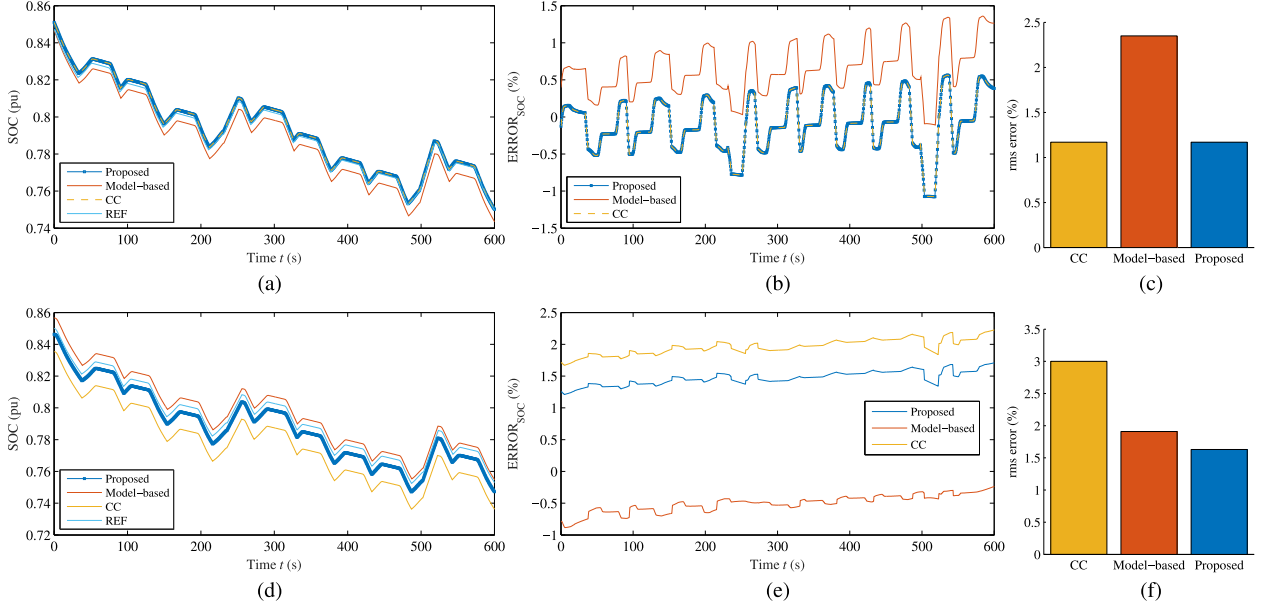 0.86
0.84
0.82
0.8
0.78
0.76
0.74
SOC (pu)
Proposed
Model−based
CC
REF
0
100
200
300
400
500
600
Time t (s)
(a)
1.5
1
0.5
0
−0.5
−1
−1.5
ERROR_SOC (%)
Proposed
Model−based
CC
0
100
200
300
400
500
600
Time t (s)
(b)
2.5
2
1.5
1
0.5
0
rms error (%)
CC
Model−based
Proposed
(c)
0.86
0.84
0.82
0.8
0.78
0.76
0.74
0.72
SOC (pu)
Proposed
Model−based
CC
REF
0
100
200
300
400
500
600
Time t (s)
(d)
2.5
2
1.5
1
0.5
0
−0.5
−1
ERROR_SOC (%)
Proposed
Model−based
CC
0
100
200
300
400
500
600
Time t (s)
(e)
3.5
3
2.5
2
1.5
1
0.5
0
rms error (%)
CC
Model−based
Proposed
(f)